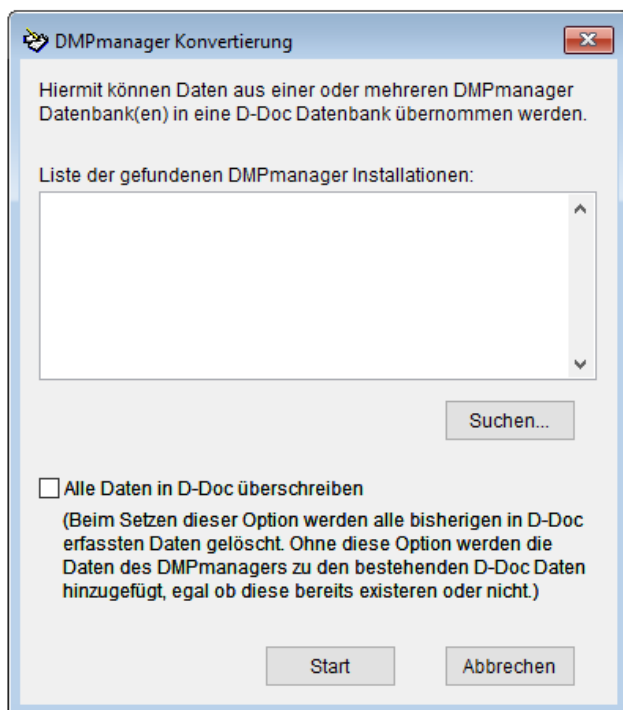 DMPmanager Konvertierung
Hiermit können Daten aus einer oder mehreren DMPmanager
Datenbank(en) in eine D-Doc Datenbank übernommen werden.
Liste der gefundenen DMPmanager Installationen:
Suchen...
Alle Daten in D-Doc überschreiben
(Beim Setzen dieser Option werden alle bisherigen in D-Doc
erfassten Daten gelöscht. Ohne diese Option werden die
Daten des DMPmanagers zu den bestehenden D-Doc Daten
hinzugefügt, egal ob diese bereits existeren oder nicht.)
Start
Abbrechen